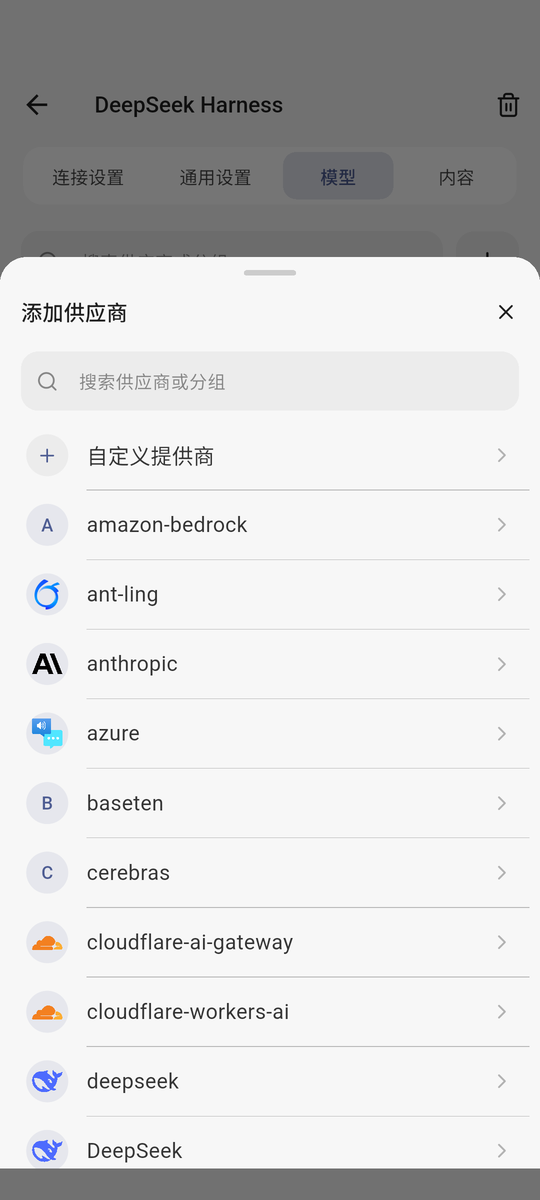 DeepSeek Harness
连接设置 通用设置 模型 内容
添加供应商
搜索供应商或分组
自定义提供商
A amazon-bedrock
ant-ling
anthropic
azure
B baseten
C cerebras
cloudflare-ai-gateway
cloudflare-workers-ai
deepseek
DeepSeek